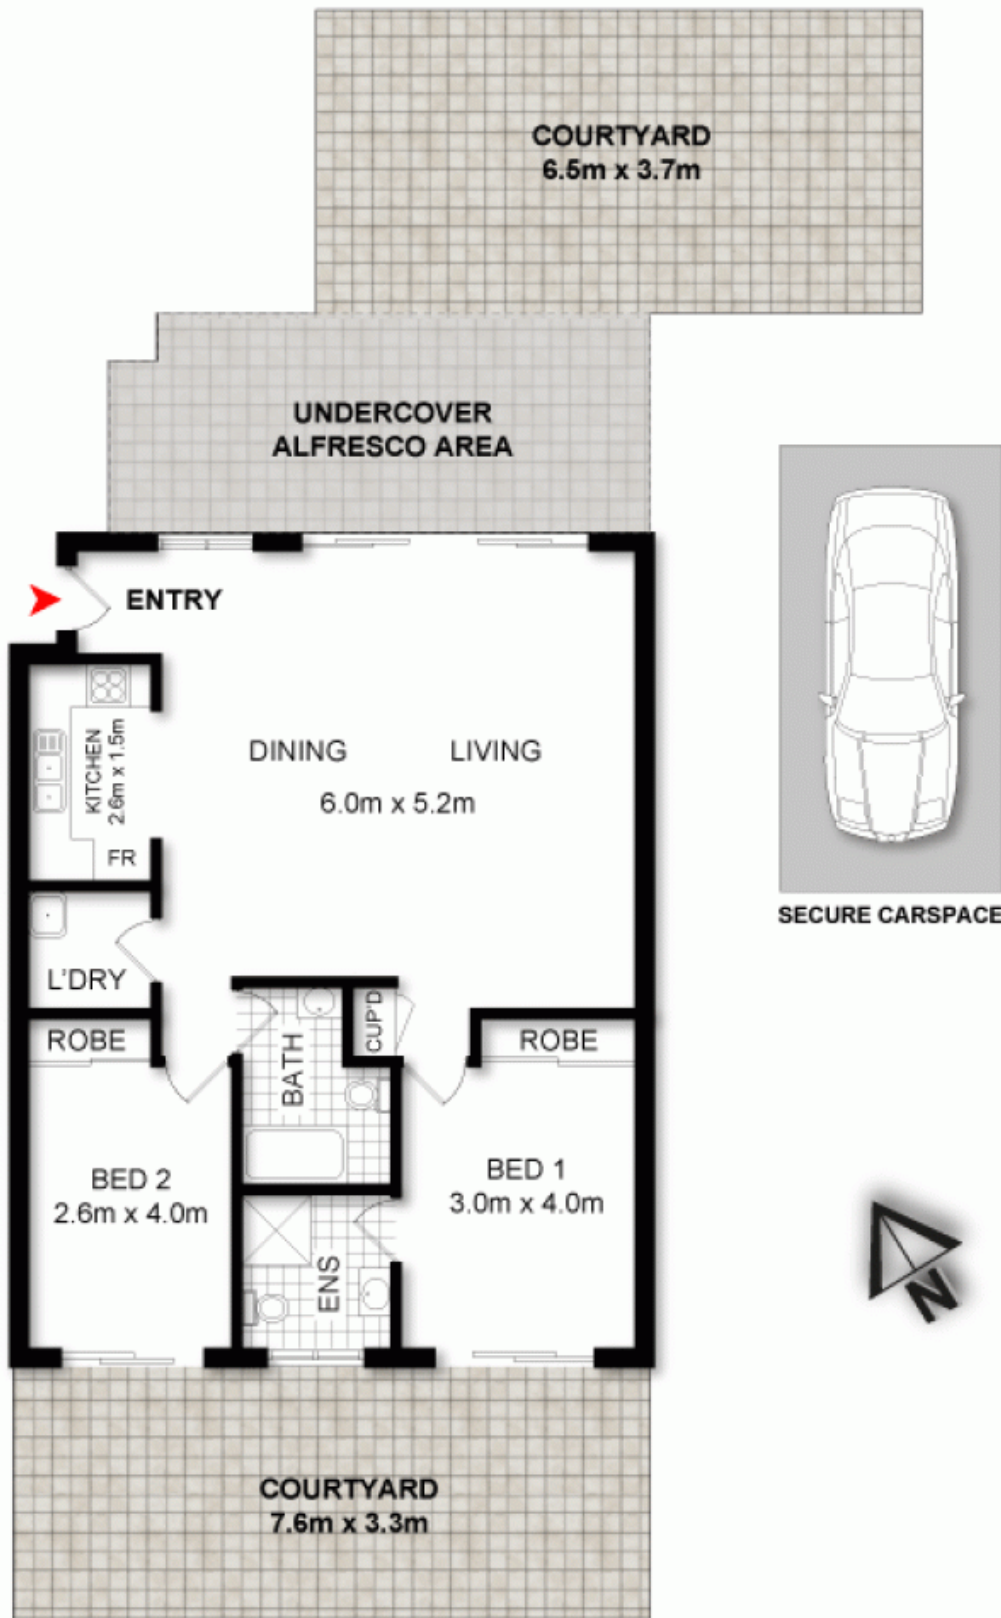 COURTYARD
6.5m x 3.7m
UNDERCOVER
ALFRESCO AREA
ENTRY
KITCHEN
2.6m x 1.5m
FR
DINING
LIVING
6.0m x 5.2m
SECURE CARSPACE
L'DRY
ROBE
BATH
CUP'D
ROBE
BED 2
2.6m x 4.0m
BED 1
3.0m x 4.0m
ENS
N
COURTYARD
7.6m x 3.3m